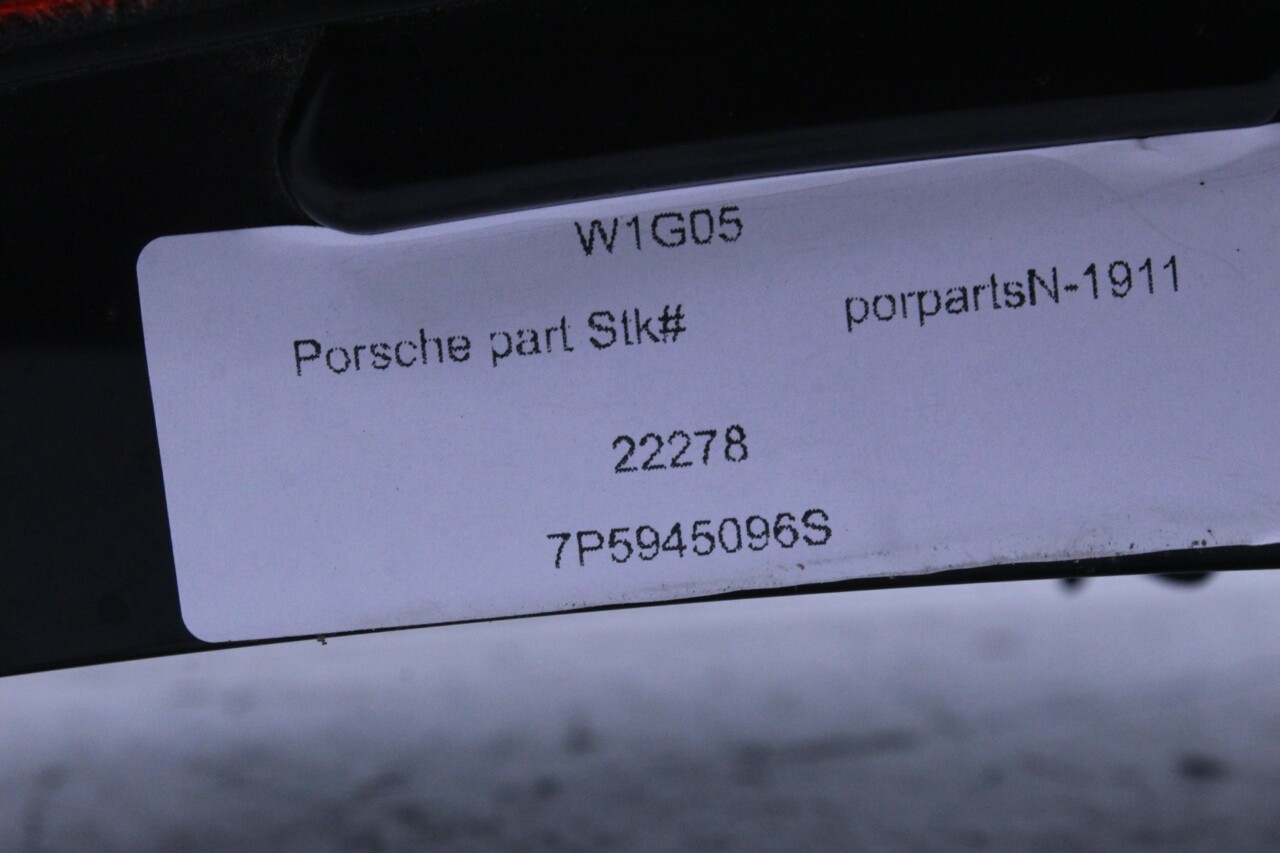 W1G05
Porsche part Stk# porpartsN-1911
22278
7P5945096S